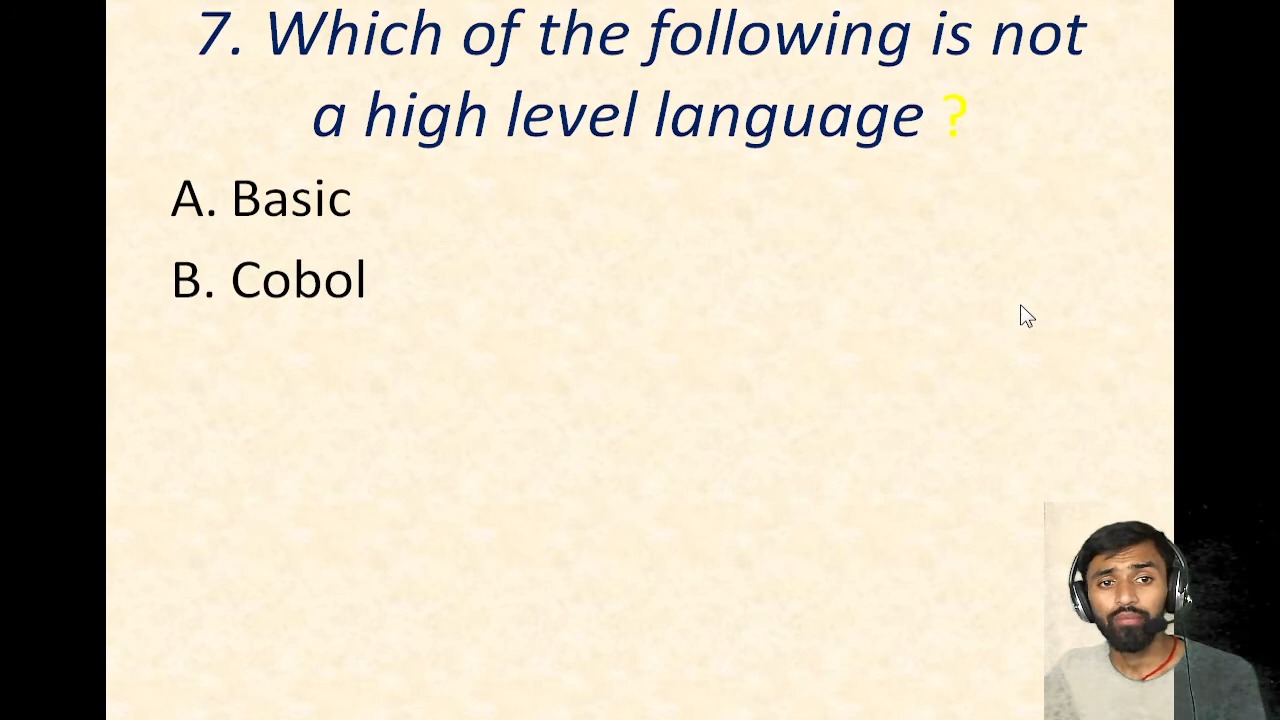 7. Which of the following is not
a high level language ?
A. Basic
B. Cobol